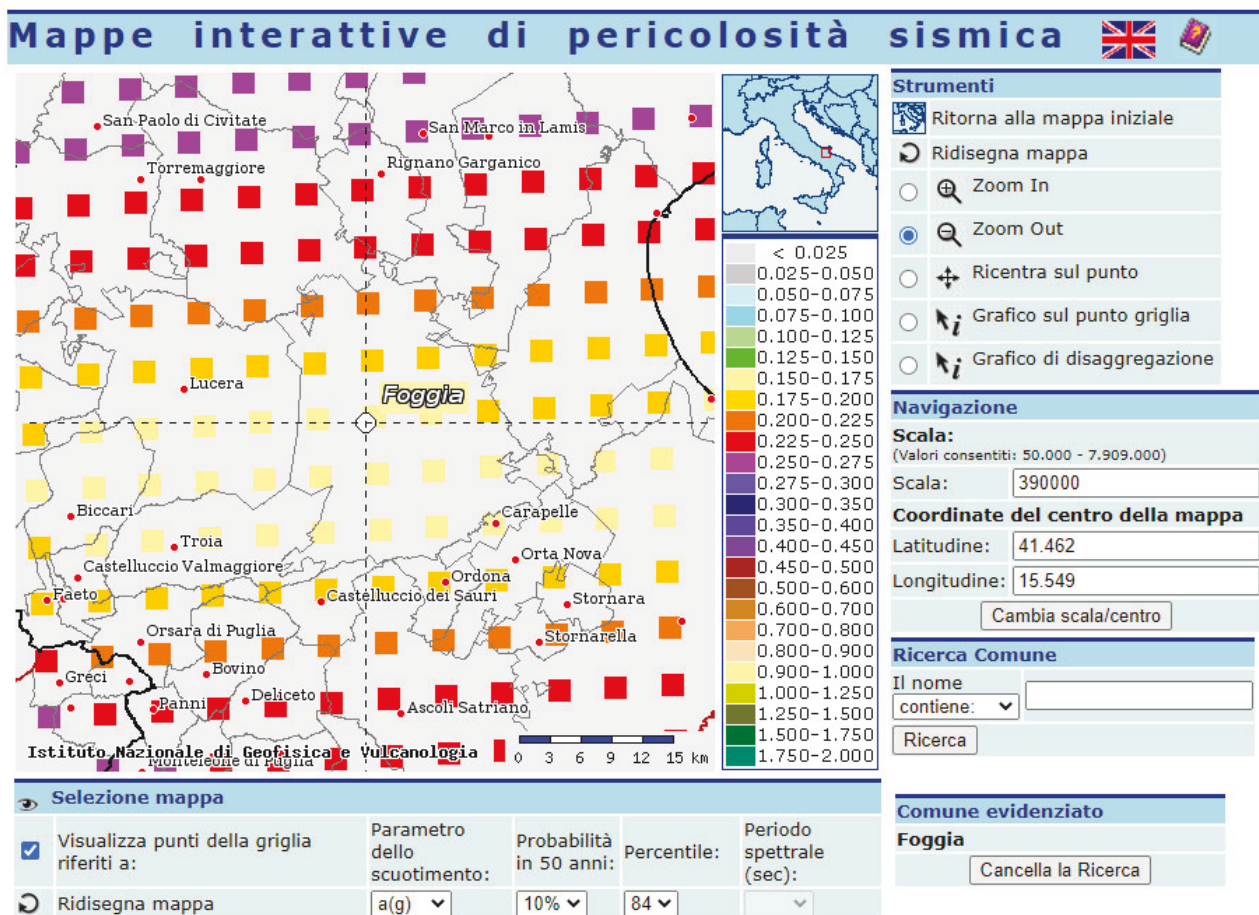 Mappe interattive di pericolosità sismica
San Paolo di Civitate
San Marco in Lamis
Torremaggiore
Rignano Garganico
Lucera
Foggia
Biccari
Carapelle
Troia
Orta Nova
Castelluccio Valmaggiore
Ordona
Faeto
Castelluccio dei Sauri
Stornara
Orsara di Puglia
Stornarella
Greci
Bovino
Panni
Deliceto
Ascoli Satriano
Istituto Nazionale di Geofisica e Vulcanologia
Monteleone di Puglia
0 3 6 9 12 15 km
< 0.025
0.025-0.050
0.050-0.075
0.075-0.100
0.100-0.125
0.125-0.150
0.150-0.175
0.175-0.200
0.200-0.225
0.225-0.250
0.250-0.275
0.275-0.300
0.300-0.350
0.350-0.400
0.400-0.450
0.450-0.500
0.500-0.600
0.600-0.700
0.700-0.800
0.800-0.900
0.900-1.000
1.000-1.250
1.250-1.500
1.500-1.750
1.750-2.000
Strumenti
Ritorna alla mappa iniziale
Ridisegna mappa
Zoom In
Zoom Out
Ricentra sul punto
Grafico sul punto griglia
Grafico di disaggregazione
Navigazione
Scala:
(Valori consentiti: 50.000 - 7.909.000)
Scala: 390000
Coordinate del centro della mappa
Latitudine: 41.462
Longitudine: 15.549
Cambia scala/centro
Ricerca Comune
Il nome
contiene:
Ricerca
Selezione mappa
Visualizza punti della griglia
riferiti a:
Parametro
dello
scuotimento:
Probabilità
in 50 anni:
Percentile:
Periodo
spettrale
(sec):
Ridisegna mappa
a(g)
10%
84
Comune evidenziato
Foggia
Cancella la Ricerca